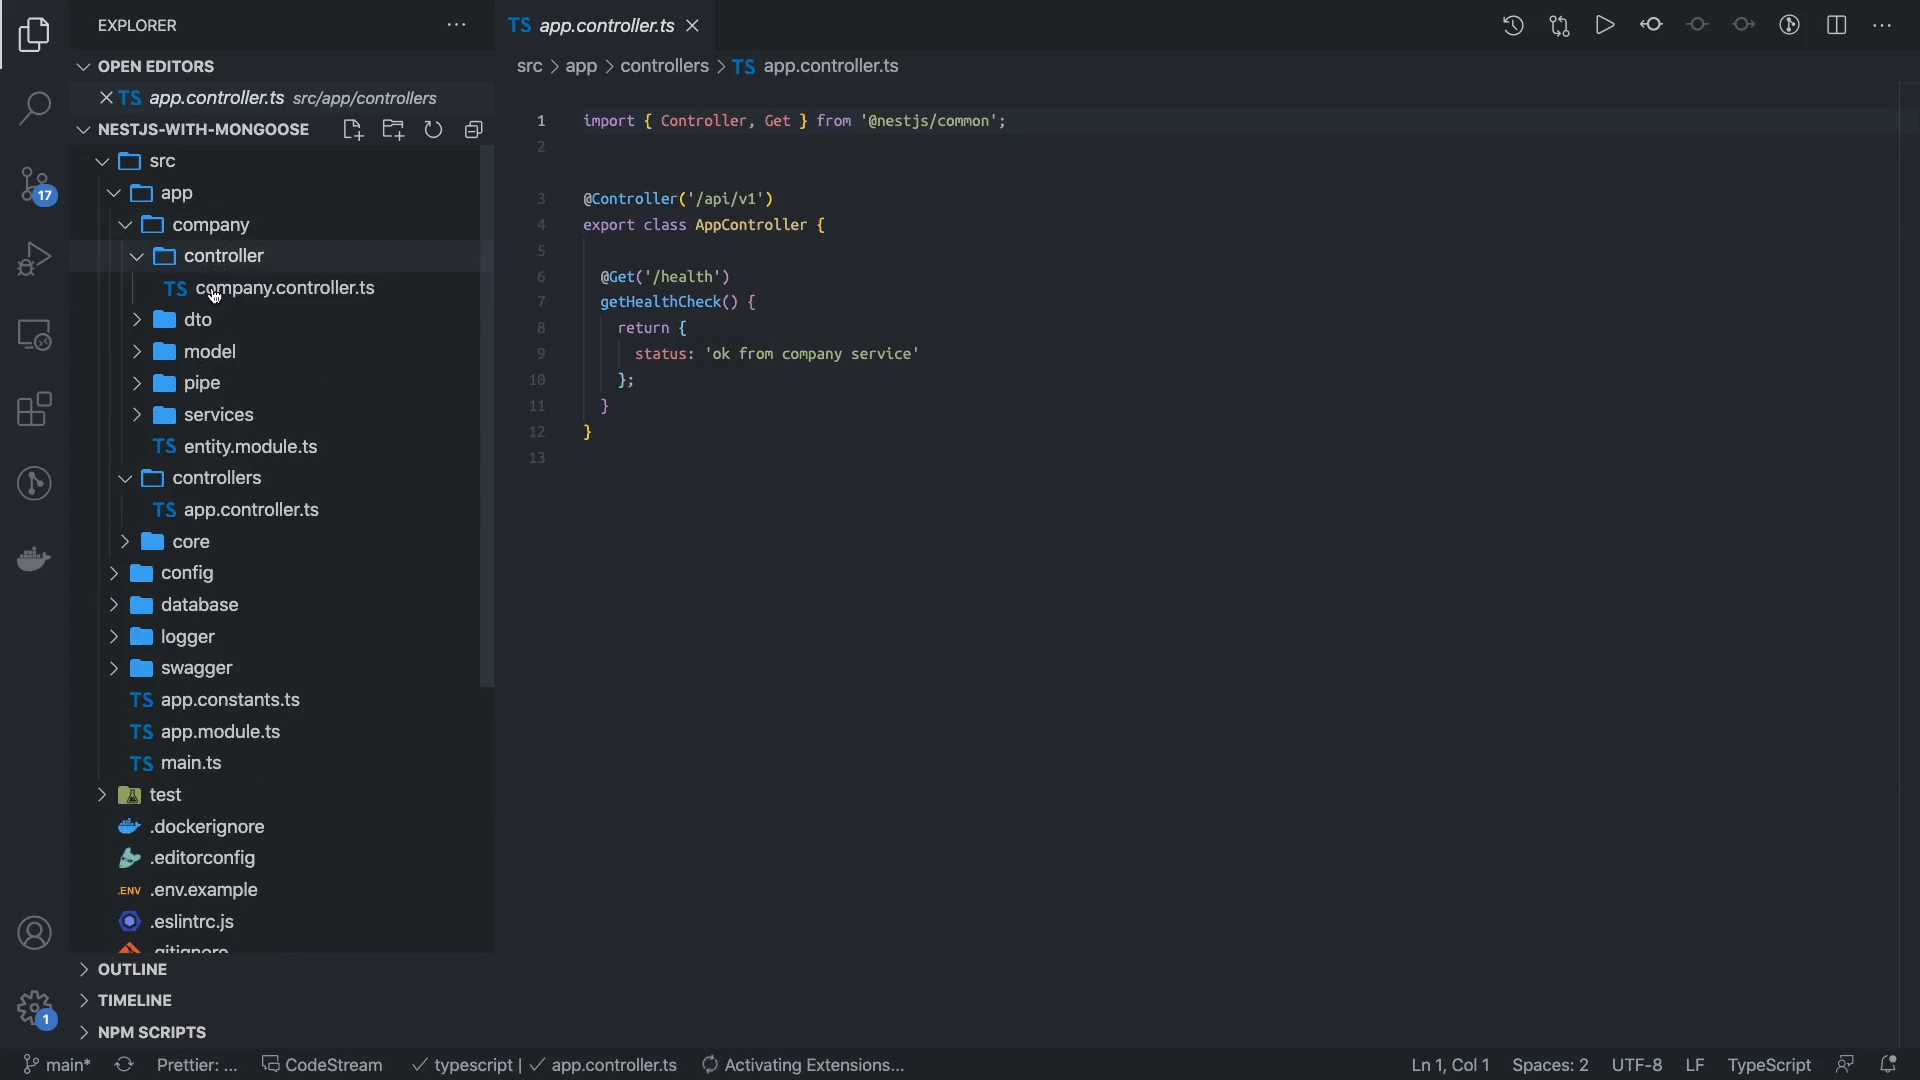 EXPLORER
OPEN EDITORS
TS app.controller.ts src/app/controllers
NESTJS-WITH-MONGOOSE
src
app
company
controller
TS company.controller.ts
dto
model
pipe
services
TS entity.module.ts
controllers
TS app.controller.ts
core
config
database
logger
swagger
TS app.constants.ts
TS app.module.ts
TS main.ts
test
.dockerignore
.editorconfig
.ENV .env.example
.eslintrc.js
.gitignore
OUTLINE
TIMELINE
NPM SCRIPTS
17
1
TS app.controller.ts
src > app > controllers > TS app.controller.ts
1 import { Controller, Get } from '@nestjs/common';
2
3 @Controller('/api/v1')
4 export class AppController {
5
6 @Get('/health')
7 getHealthCheck() {
8 return {
9 status: 'ok from company service'
10 };
11 }
12 }
13
main* Prettier: ... CodeStream typescript | app.controller.ts Activating Extensions... Ln 1, Col 1 Spaces: 2 UTF-8 LF TypeScript